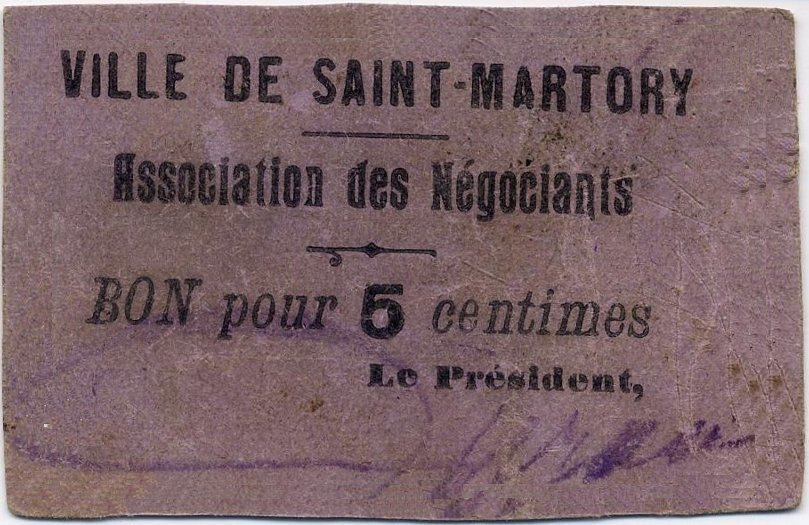 VILLE DE SAINT-MARTORY
Association des Négociants
BON pour 5 centimes
Le Président,